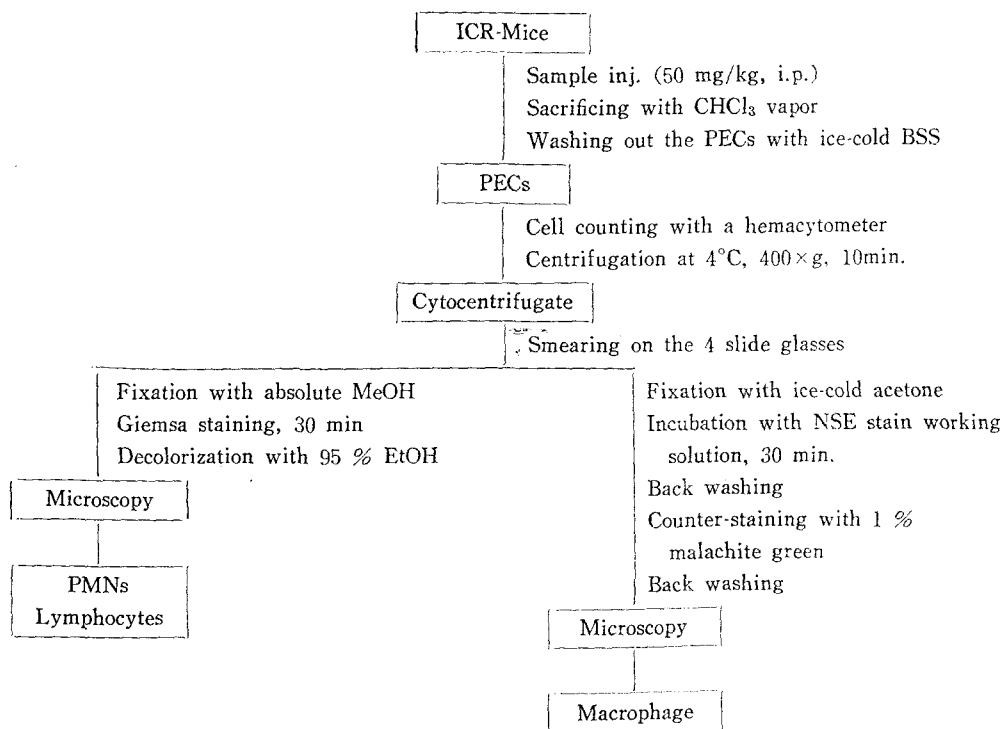 ICR-Mice
Sample inj. (50 mg/kg, i.p.)
Sacrificing with CHCl₃ vapor
Washing out the PECs with ice-cold BSS
PECs
Cell counting with a hemacytometer
Centrifugation at 4°C, 400×g, 10min.
Cytocentrifugate
Smearing on the 4 slide glasses
Fixation with absolute MeOH
Giemsa staining, 30 min
Decolorization with 95 % EtOH
Microscopy
PMNs
Lymphocytes
Fixation with ice-cold acetone
Incubation with NSE stain working
solution, 30 min.
Back washing
Counter-staining with 1 %
malachite green
Back washing
Microscopy
Macrophage